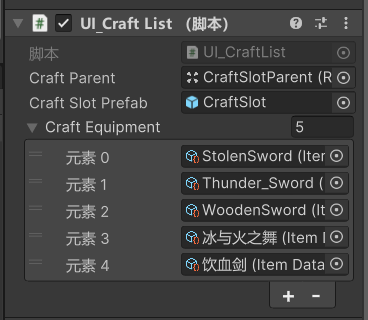 UI_Craft List （脚本）
脚本 UI_CraftList
Craft Parent CraftSlotParent (R
Craft Slot Prefab CraftSlot
Craft Equipment 5
元素 0 StolenSword (Item
元素 1 Thunder_Sword (
元素 2 WoodenSword (It
元素 3 冰与火之舞 (Item I
元素 4 饮血剑 (Item Data
+ -